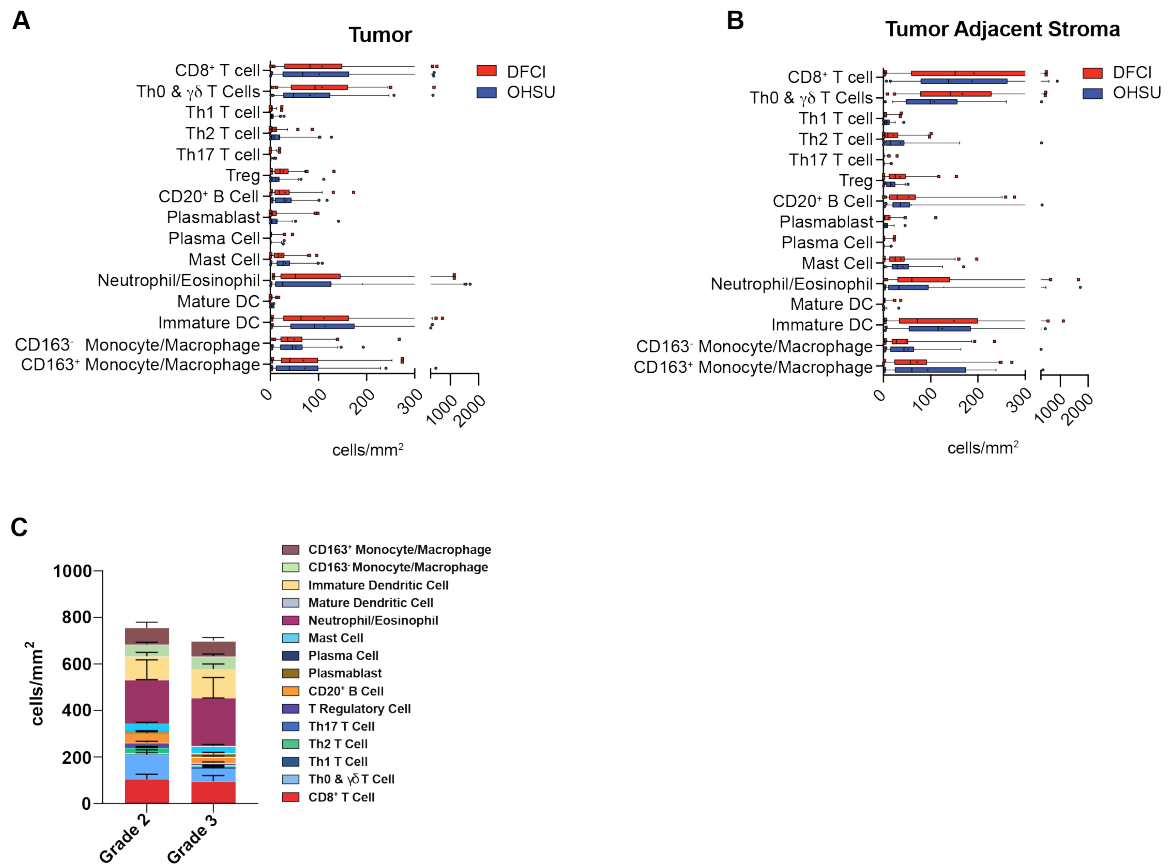 A
Tumor
CD8⁺ T cell
Th0 & γδ T Cells
Th1 T cell
Th2 T cell
Th17 T cell
Treg
CD20⁺ B Cell
Plasmablast
Plasma Cell
Mast Cell
Neutrophil/Eosinophil
Mature DC
Immature DC
CD163⁻ Monocyte/Macrophage
CD163⁺ Monocyte/Macrophage
0 100 200 300 1000 2000
cells/mm²
DFCI
OHSU
B
Tumor Adjacent Stroma
CD8⁺ T cell
Th0 & γδ T Cells
Th1 T cell
Th2 T cell
Th17 T cell
Treg
CD20⁺ B Cell
Plasmablast
Plasma Cell
Mast Cell
Neutrophil/Eosinophil
Mature DC
Immature DC
CD163⁻ Monocyte/Macrophage
CD163⁺ Monocyte/Macrophage
0 100 200 300 1000 2000
cells/mm²
DFCI
OHSU
C
cells/mm²
1000
800
600
400
200
0
Grade 2
Grade 3
CD163⁺ Monocyte/Macrophage
CD163⁻ Monocyte/Macrophage
Immature Dendritic Cell
Mature Dendritic Cell
Neutrophil/Eosinophil
Mast Cell
Plasma Cell
Plasmablast
CD20⁺ B Cell
T Regulatory Cell
Th17 T Cell
Th2 T Cell
Th1 T Cell
Th0 & γδ T Cell
CD8⁺ T Cell